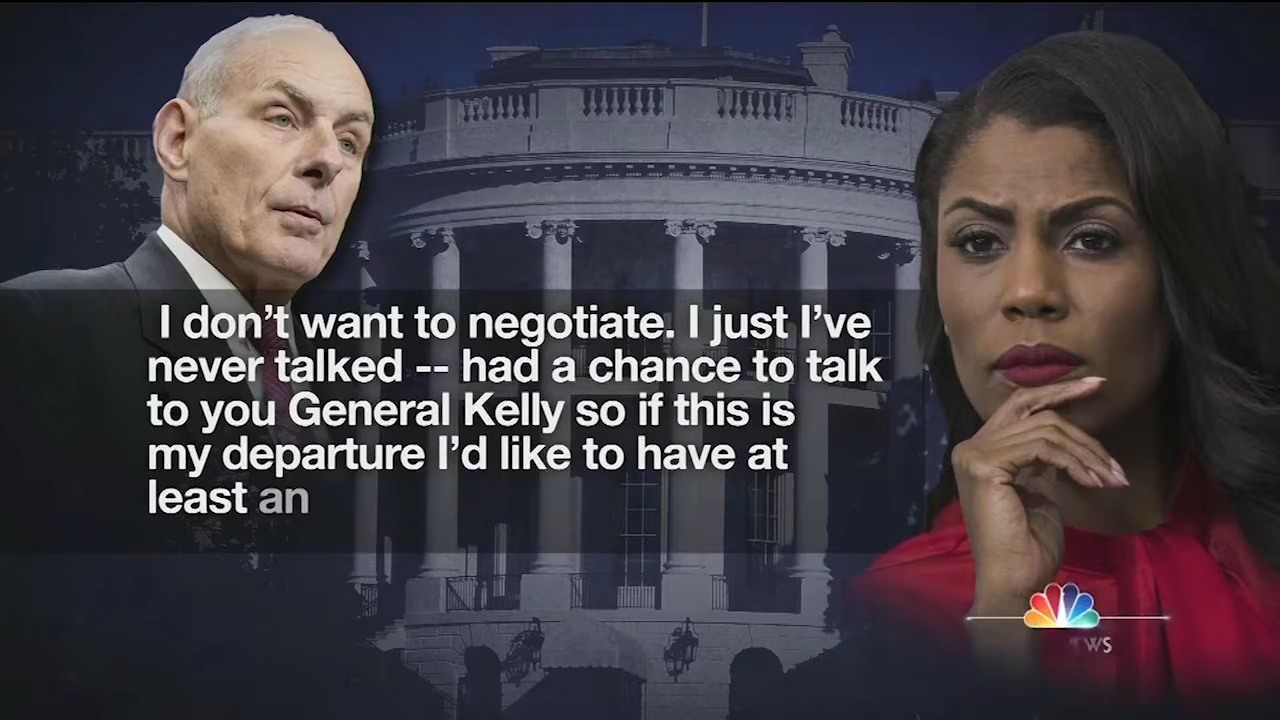 I don't want to negotiate. I just I've
never talked -- had a chance to talk
to you General Kelly so if this is
my departure I'd like to have at
least an